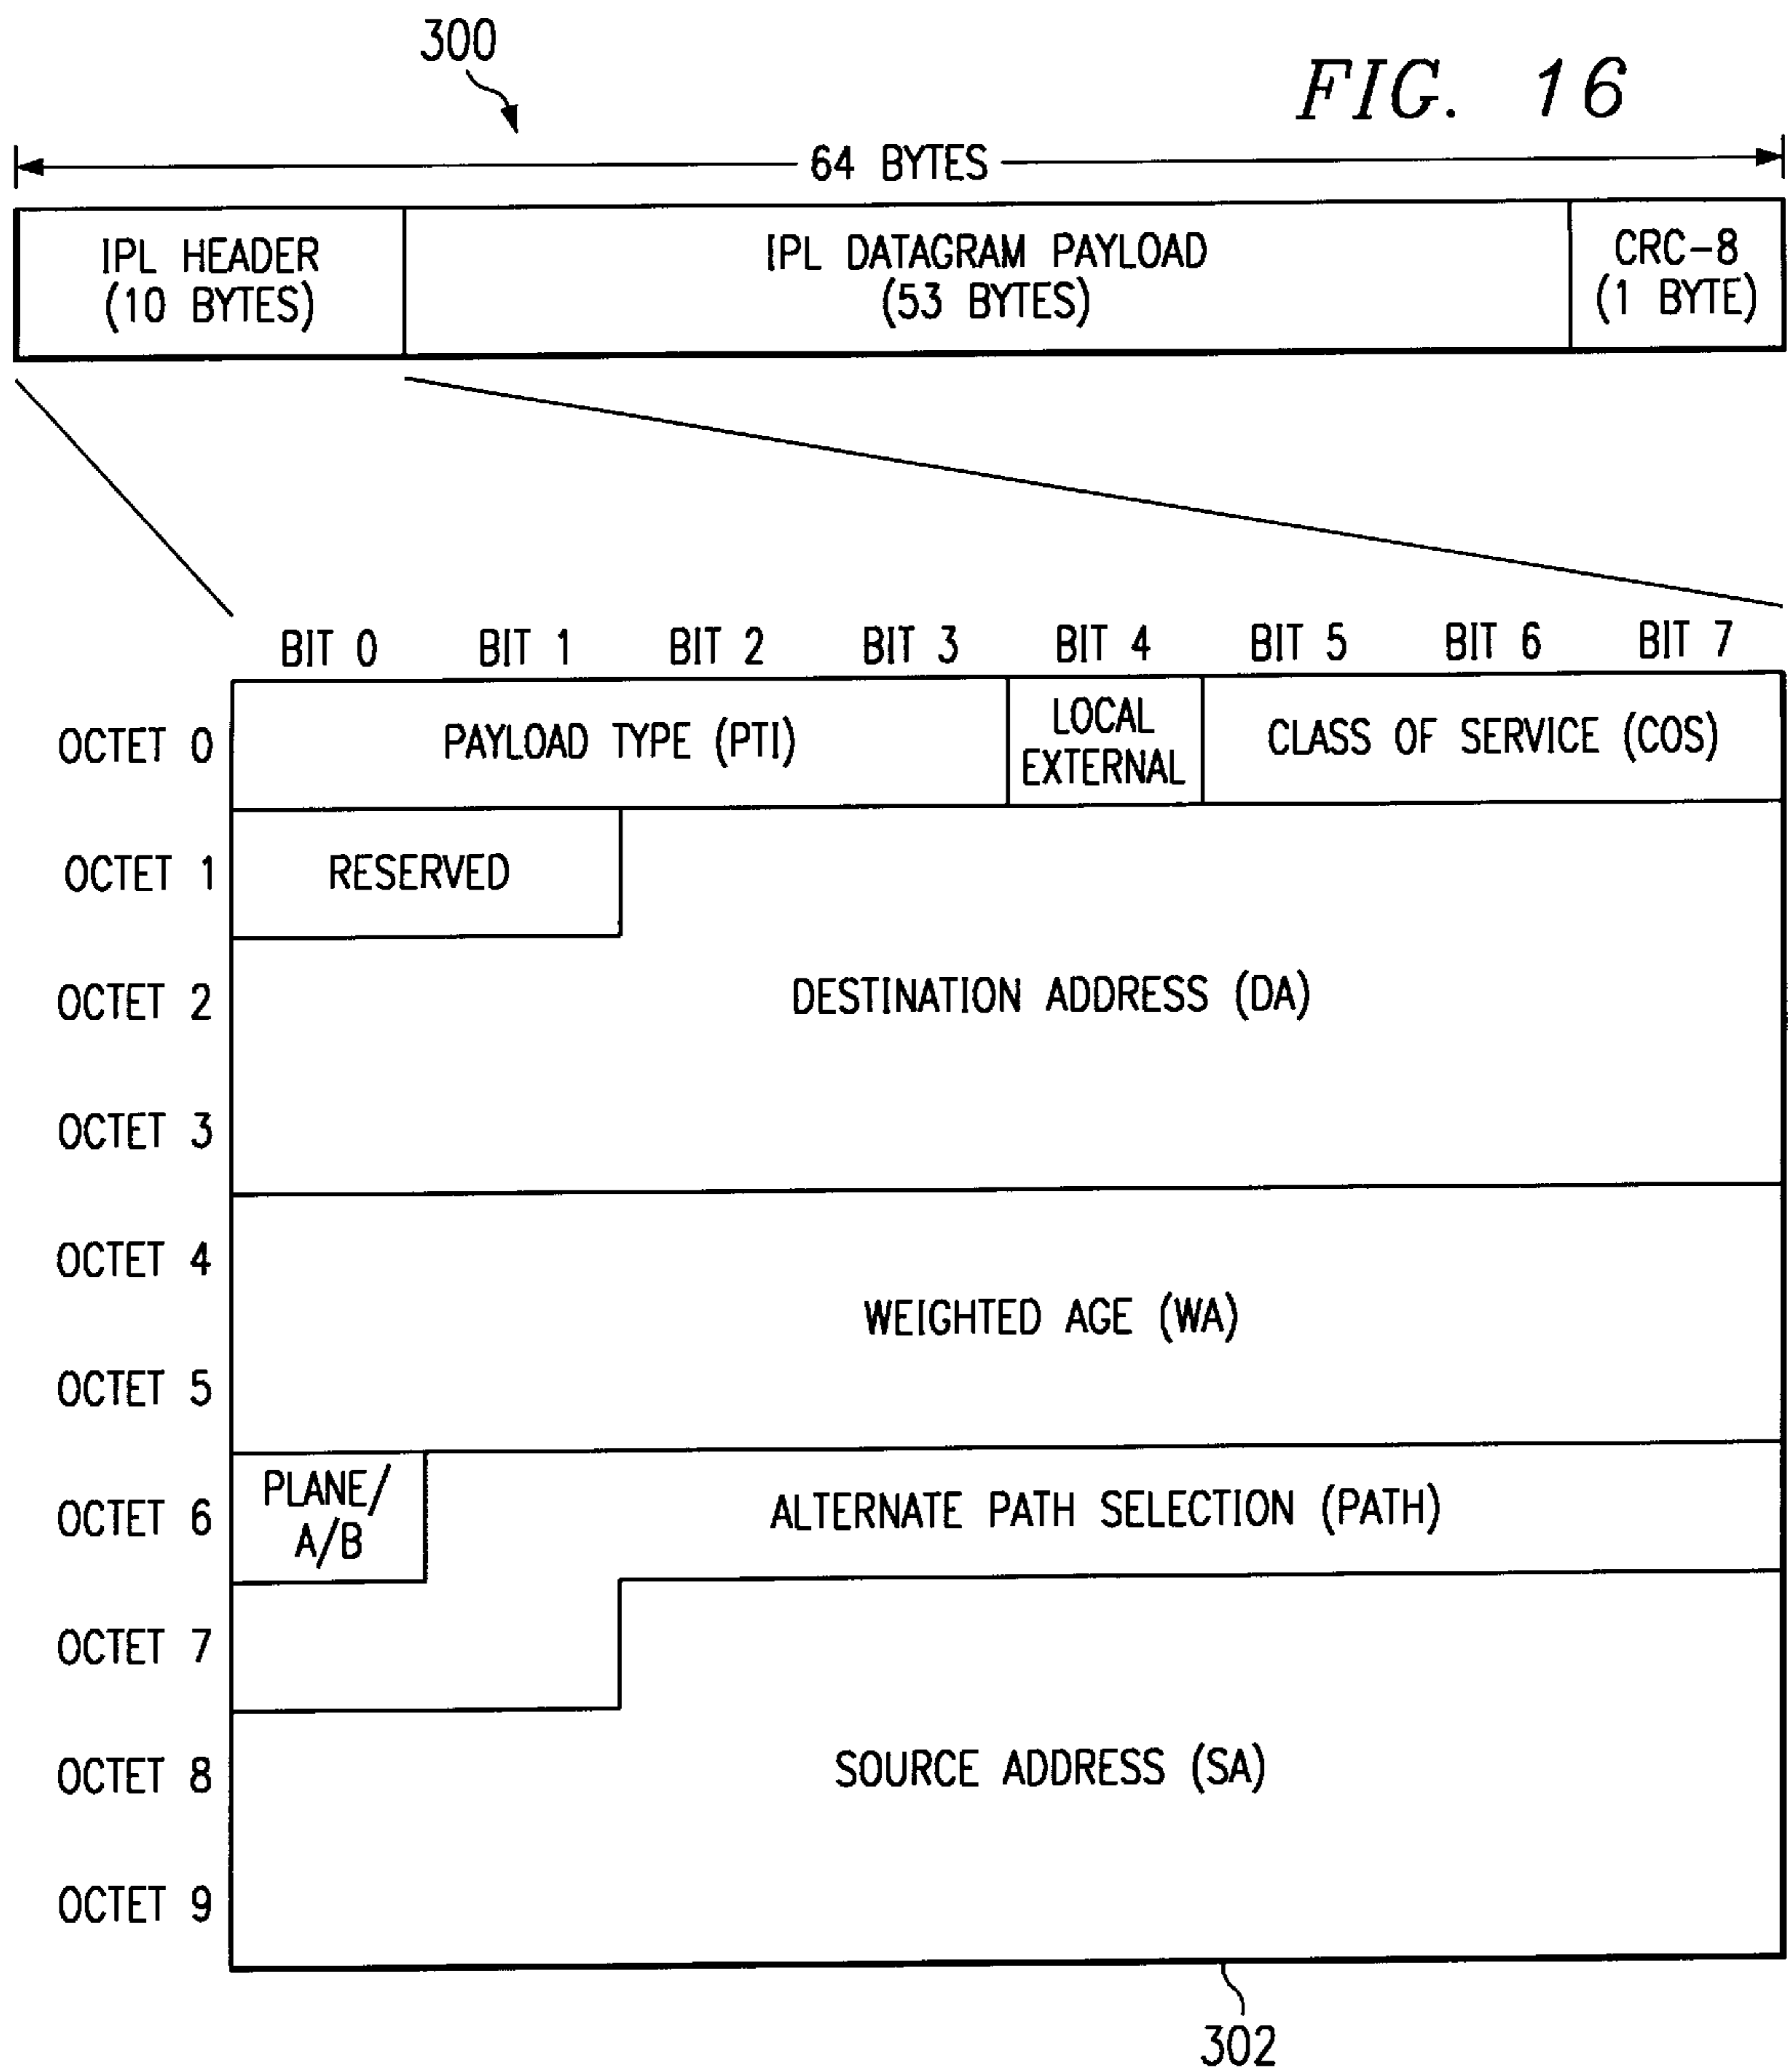 300
FIG. 16
64 BYTES
IPL HEADER
(10 BYTES)
IPL DATAGRAM PAYLOAD
(53 BYTES)
CRC-8
(1 BYTE)
BIT 0 BIT 1 BIT 2 BIT 3 BIT 4 BIT 5 BIT 6 BIT 7
OCTET 0
PAYLOAD TYPE (PTI)
LOCAL
EXTERNAL
CLASS OF SERVICE (COS)
OCTET 1
RESERVED
OCTET 2
DESTINATION ADDRESS (DA)
OCTET 3
OCTET 4
WEIGHTED AGE (WA)
OCTET 5
OCTET 6
PLANE/
A/B
ALTERNATE PATH SELECTION (PATH)
OCTET 7
OCTET 8
SOURCE ADDRESS (SA)
OCTET 9
302